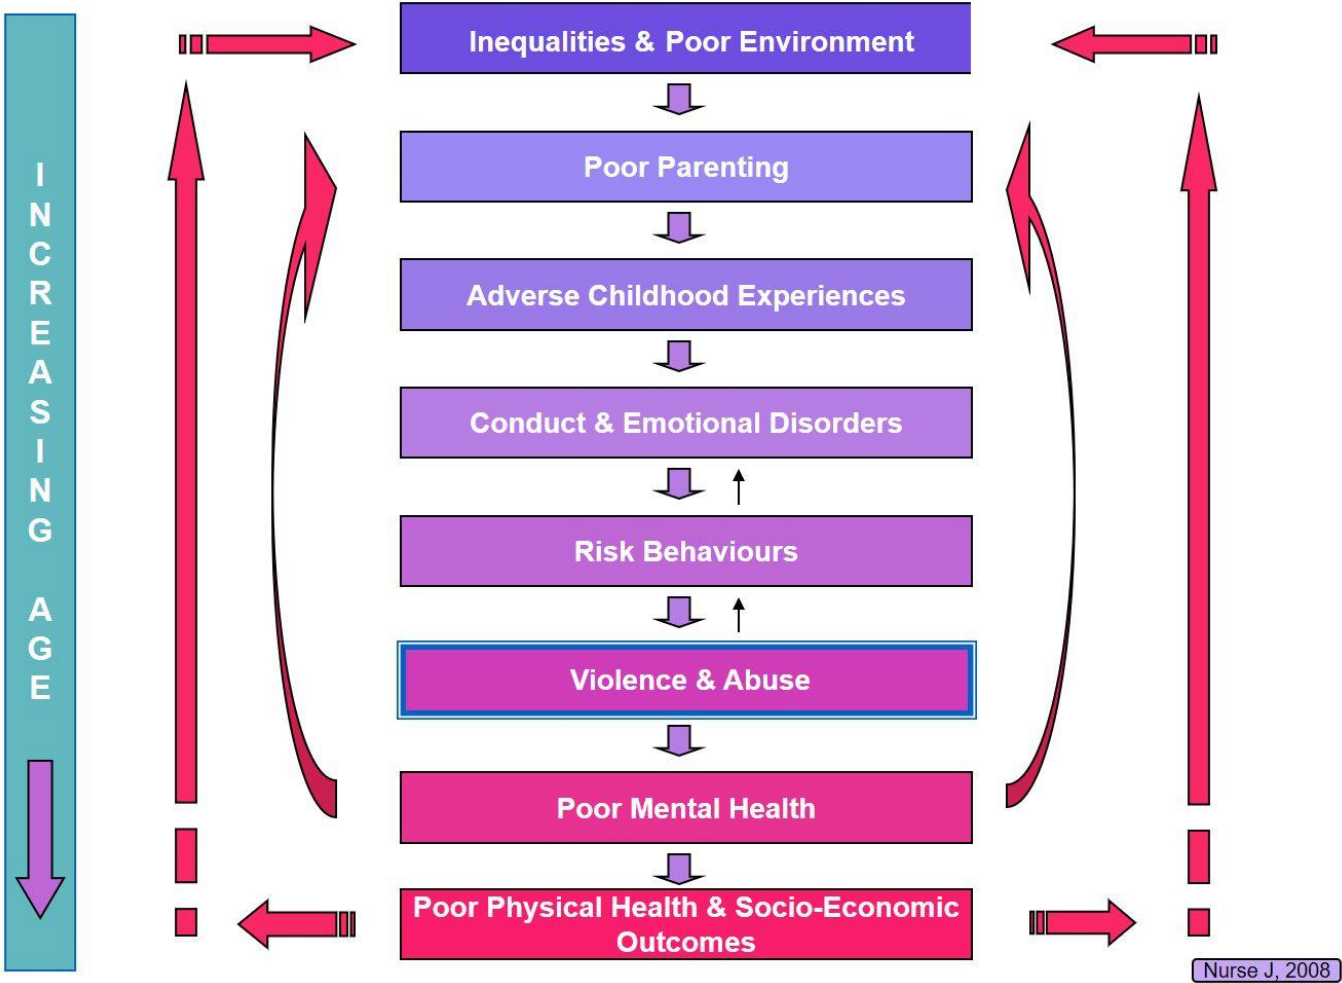 INCREASING AGE
Inequalities & Poor Environment
Poor Parenting
Adverse Childhood Experiences
Conduct & Emotional Disorders
Risk Behaviours
Violence & Abuse
Poor Mental Health
Poor Physical Health & Socio-Economic
Outcomes
Nurse J, 2008